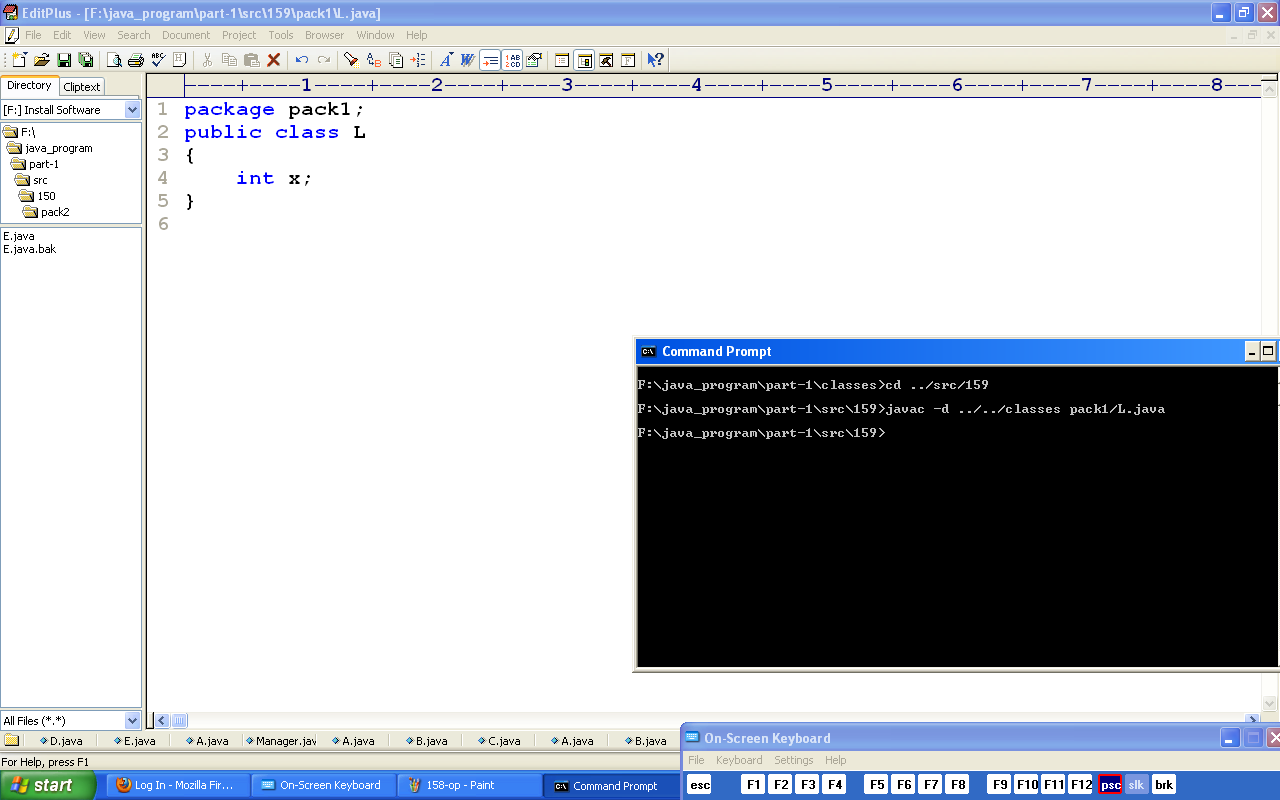 EditPlus - [F:\java_program\part-1\src\159\pack1\L.java]
File Edit View Search Document Project Tools Browser Window Help
Directory Cliptext
----+----1----+----2----+----3----+----4----+----5----+----6----+----7----+----8
[F:] Install Software
F:\
java_program
part-1
src
150
pack2
E.java
E.java.bak
All Files (*.*)
1 package pack1;
2 public class L
3 {
4 int x;
5 }
6
Command Prompt
F:\java_program\part-1\classes>cd ../src/159
F:\java_program\part-1\src\159>javac -d ../../classes pack1/L.java
F:\java_program\part-1\src\159>
D.java E.java A.java Manager.jav A.java B.java C.java A.java B.java
For Help, press F1
On-Screen Keyboard
File Keyboard Settings Help
esc F1 F2 F3 F4 F5 F6 F7 F8 F9 F10 F11 F12 psc slk brk
start Log In - Mozilla Fir... On-Screen Keyboard 158-op - Paint Command Prompt